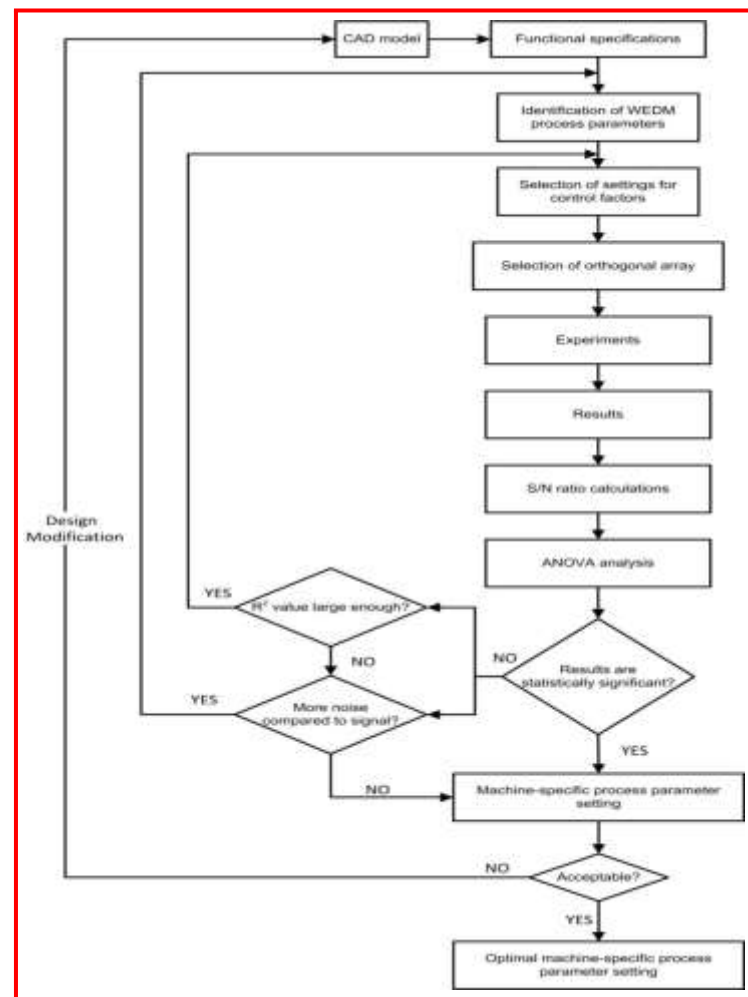 CAD model
Functional specifications
Identification of WEDM
process parameters
Selection of settings for
control factors
Selection of orthogonal array
Experiments
Results
S/N ratio calculations
Design
Modification
ANOVA analysis
YES
R² value large enough?
NO
NO
Results are
statistically significant?
YES
More noise
compared to signal?
YES
NO
Machine-specific process parameter
setting
NO
Acceptable?
YES
Optimal machine-specific process
parameter setting